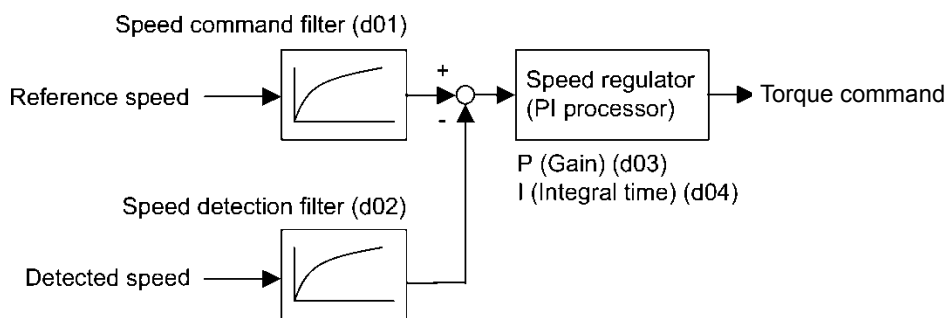 Speed command filter (d01)
Reference speed
+
-
Speed regulator
(PI processor)
Torque command
P (Gain) (d03)
I (Integral time) (d04)
Speed detection filter (d02)
Detected speed